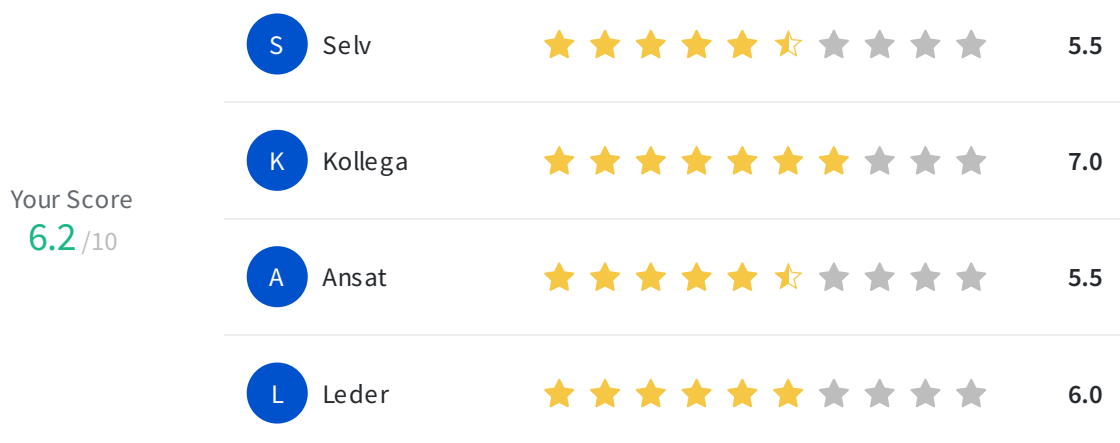 S Selv 5.5
K Kollega 7.0
Your Score
6.2 /10
A Ansat 5.5
L Leder 6.0